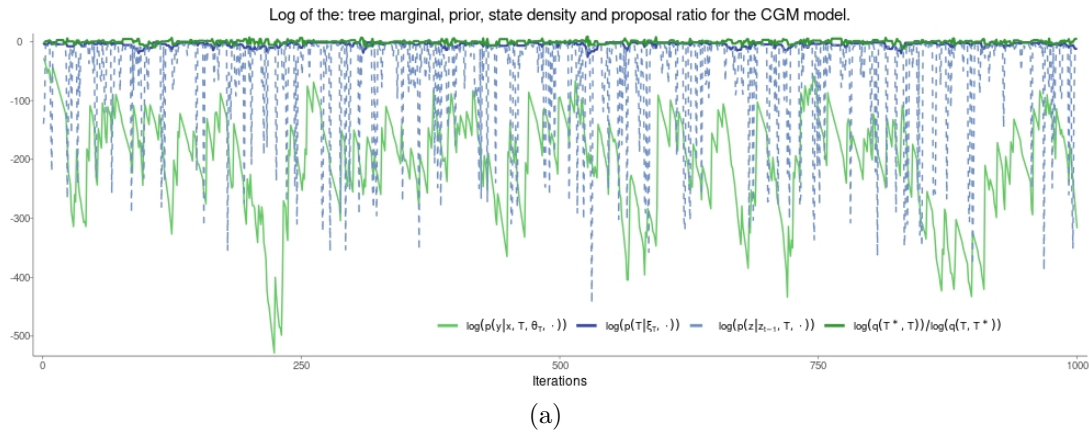 Log of the: tree marginal, prior, state density and proposal ratio for the CGM model.
0
-100
-200
-300
-400
-500
log(p(y|x, T, θ_T, ·)) log(p(T|ξ_T, ·)) log(p(z|z_{t−1}, T, ·)) log(q(T*, T))/log(q(T, T*))
0 250 500 750 1000
Iterations
(a)